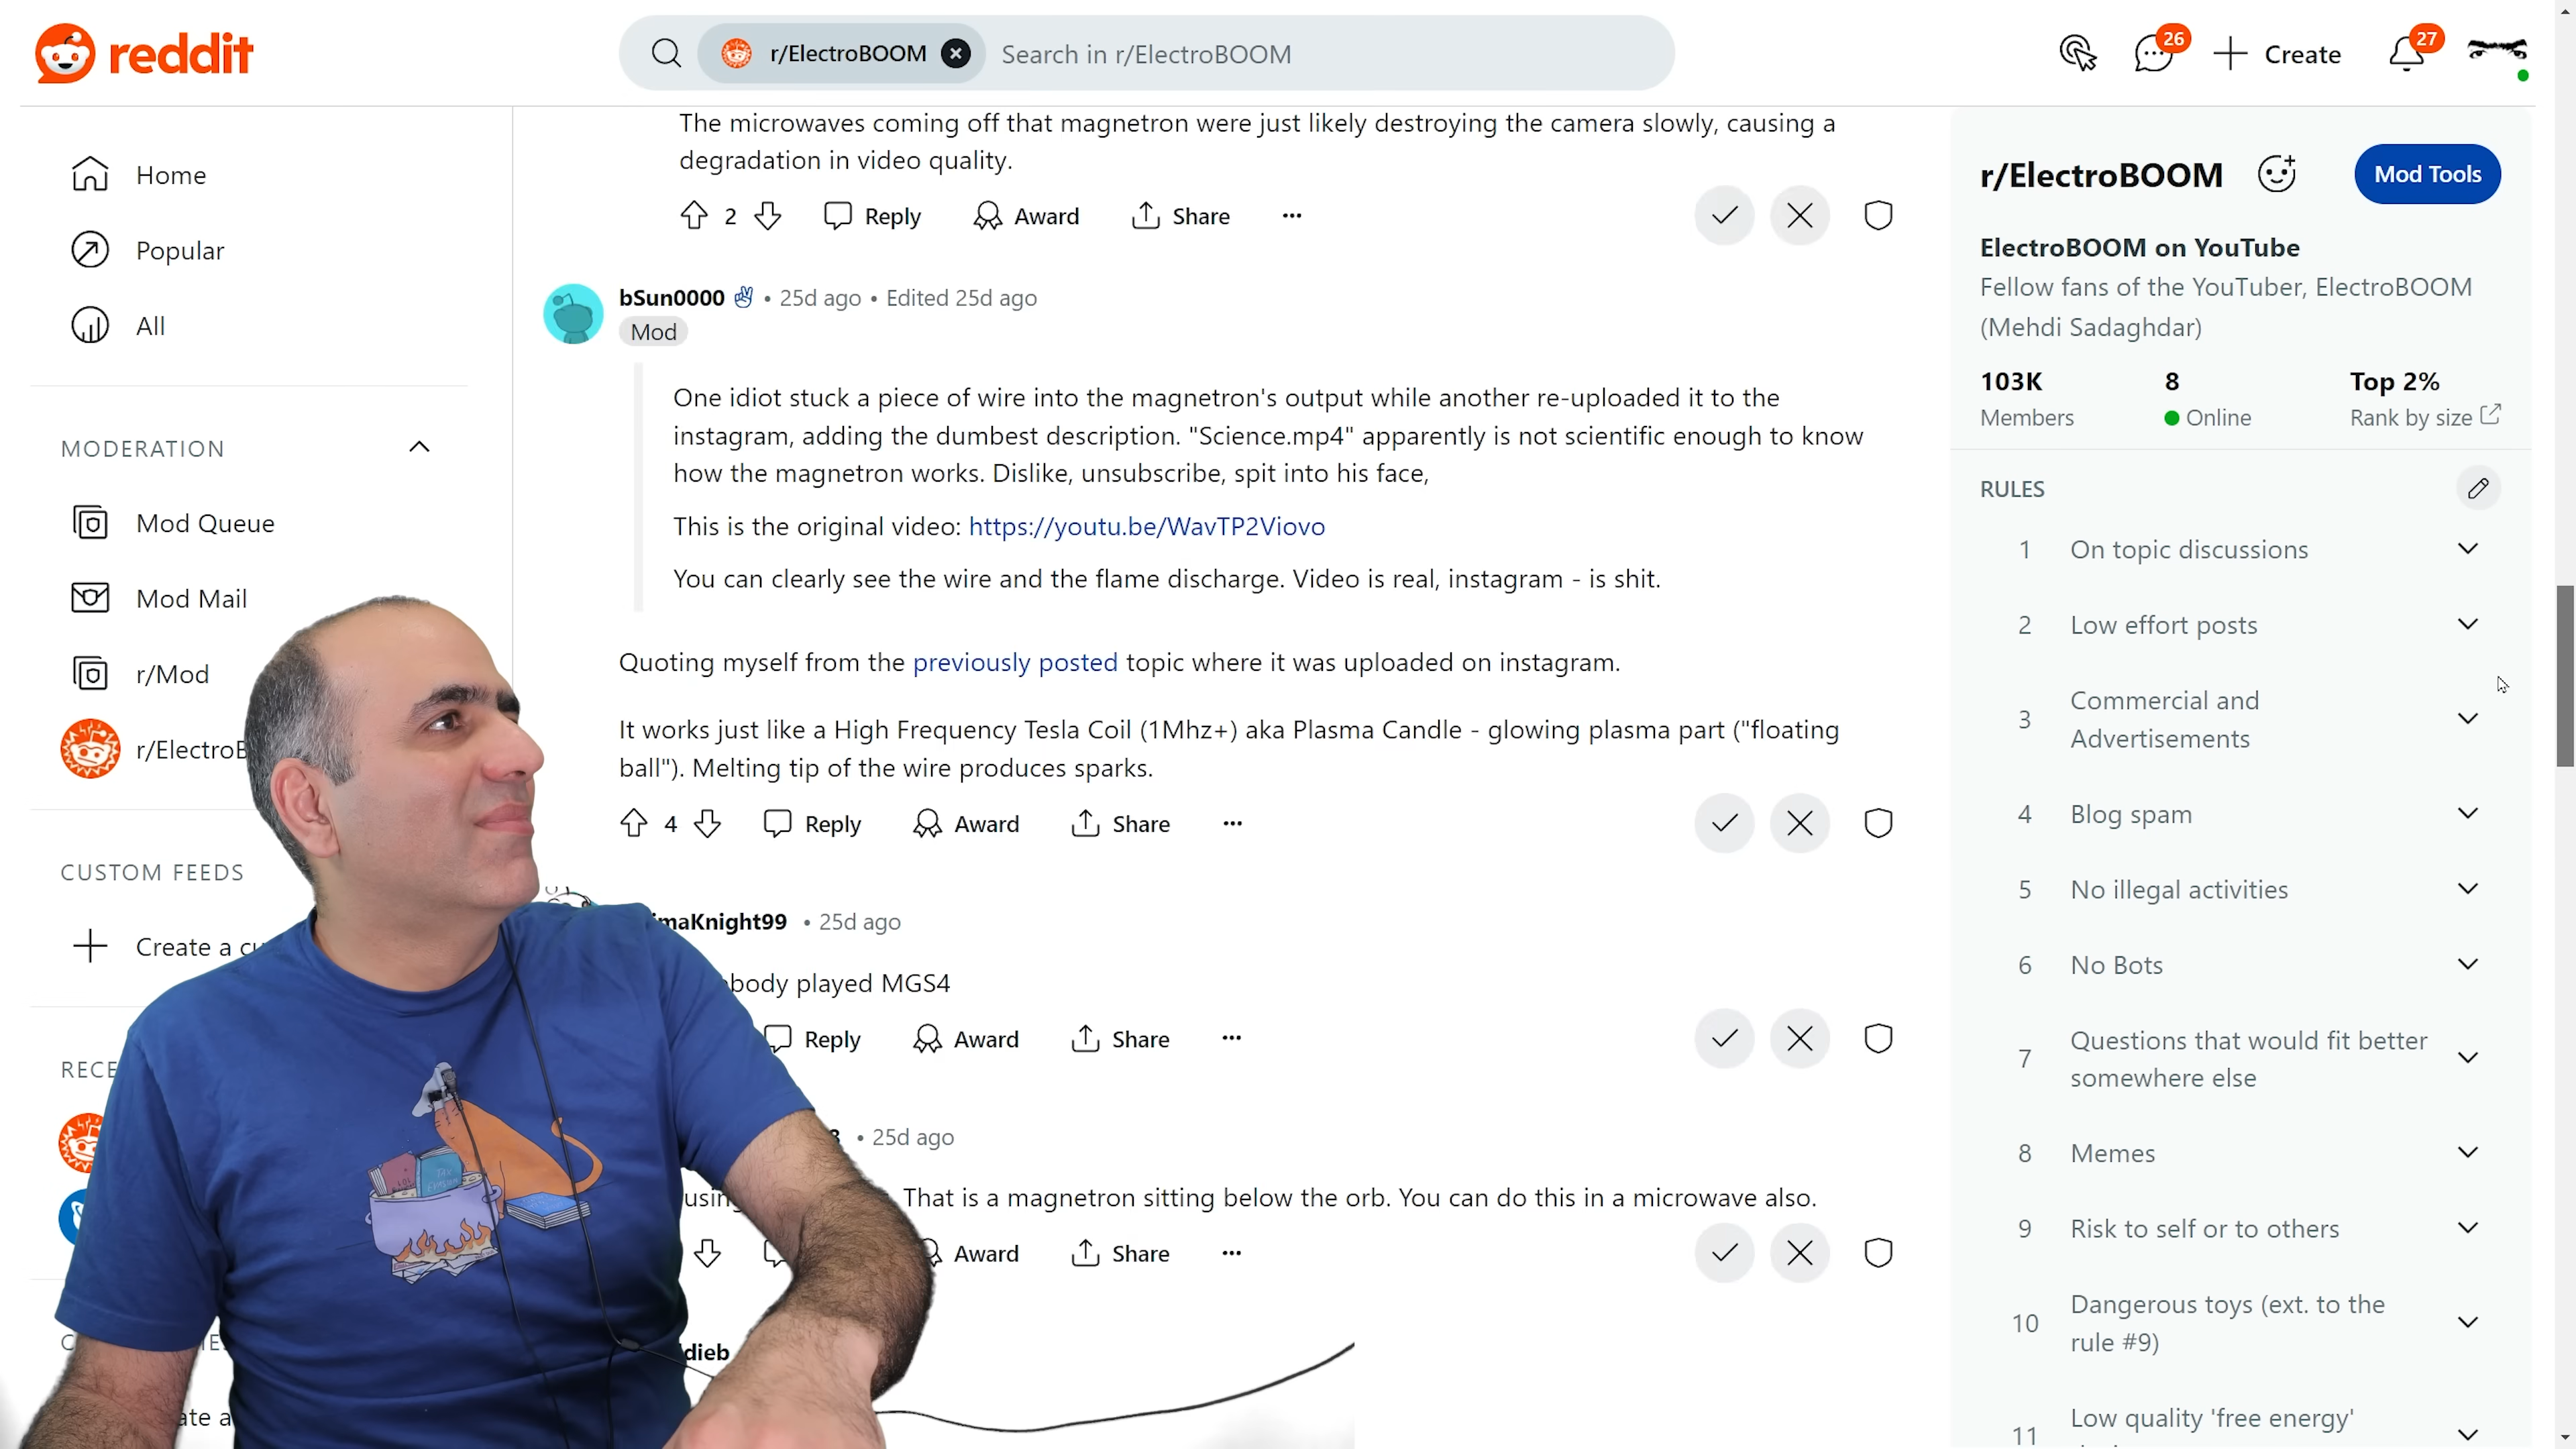 reddit
r/ElectroBOOM
Search in r/ElectroBOOM
26
Create
27
Home
Popular
All
MODERATION
Mod Queue
Mod Mail
r/Mod
r/ElectroB
CUSTOM FEEDS
Create a cu
RECE
ate a
The microwaves coming off that magnetron were just likely destroying the camera slowly, causing a
degradation in video quality.
2
Reply
Award
Share
bSun0000 • 25d ago • Edited 25d ago
Mod
One idiot stuck a piece of wire into the magnetron's output while another re-uploaded it to the
instagram, adding the dumbest description. "Science.mp4" apparently is not scientific enough to know
how the magnetron works. Dislike, unsubscribe, spit into his face,
This is the original video: https://youtu.be/WavTP2Viovo
You can clearly see the wire and the flame discharge. Video is real, instagram - is shit.
Quoting myself from the previously posted topic where it was uploaded on instagram.
It works just like a High Frequency Tesla Coil (1Mhz+) aka Plasma Candle - glowing plasma part ("floating
ball"). Melting tip of the wire produces sparks.
4
Reply
Award
Share
maKnight99 • 25d ago
body played MGS4
Reply
Award
Share
• 25d ago
using That is a magnetron sitting below the orb. You can do this in a microwave also.
Award
Share
dieb
r/ElectroBOOM
Mod Tools
ElectroBOOM on YouTube
Fellow fans of the YouTuber, ElectroBOOM
(Mehdi Sadaghdar)
103K
8
Top 2%
Members
Online
Rank by size
RULES
1 On topic discussions
2 Low effort posts
3 Commercial and
Advertisements
4 Blog spam
5 No illegal activities
6 No Bots
7 Questions that would fit better
somewhere else
8 Memes
9 Risk to self or to others
10 Dangerous toys (ext. to the
rule #9)
11 Low quality 'free energy'